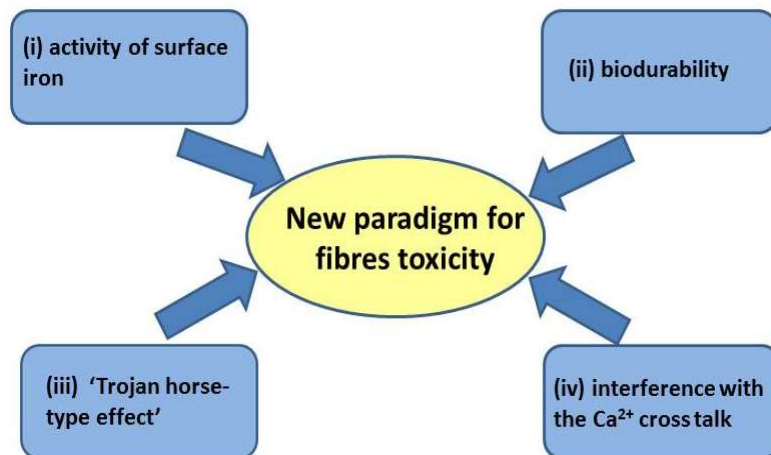 (i) activity of surface
iron
(ii) biodurability
New paradigm for
fibres toxicity
(iii) ‘Trojan horse-
type effect’
(iv) interference with
the Ca²⁺ cross talk